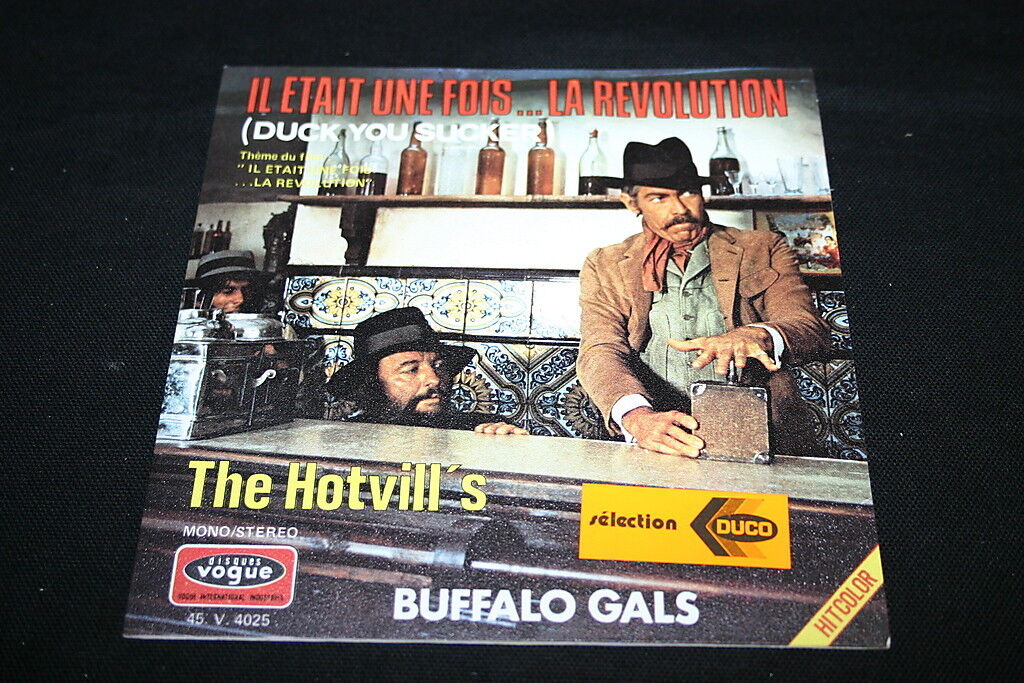 IL ETAIT UNE FOIS... LA REVOLUTION
(DUCK YOU SUCKER)
Thème du film
" IL ETAIT UNE FOIS
...LA REVOLUTION"
The Hotvill´s
MONO/STEREO
disques
vogue
VOGUE INTERNATIONAL INDUSTRIES
45. V. 4025
sélection
DUCO
BUFFALO GALS
HITCOLOR